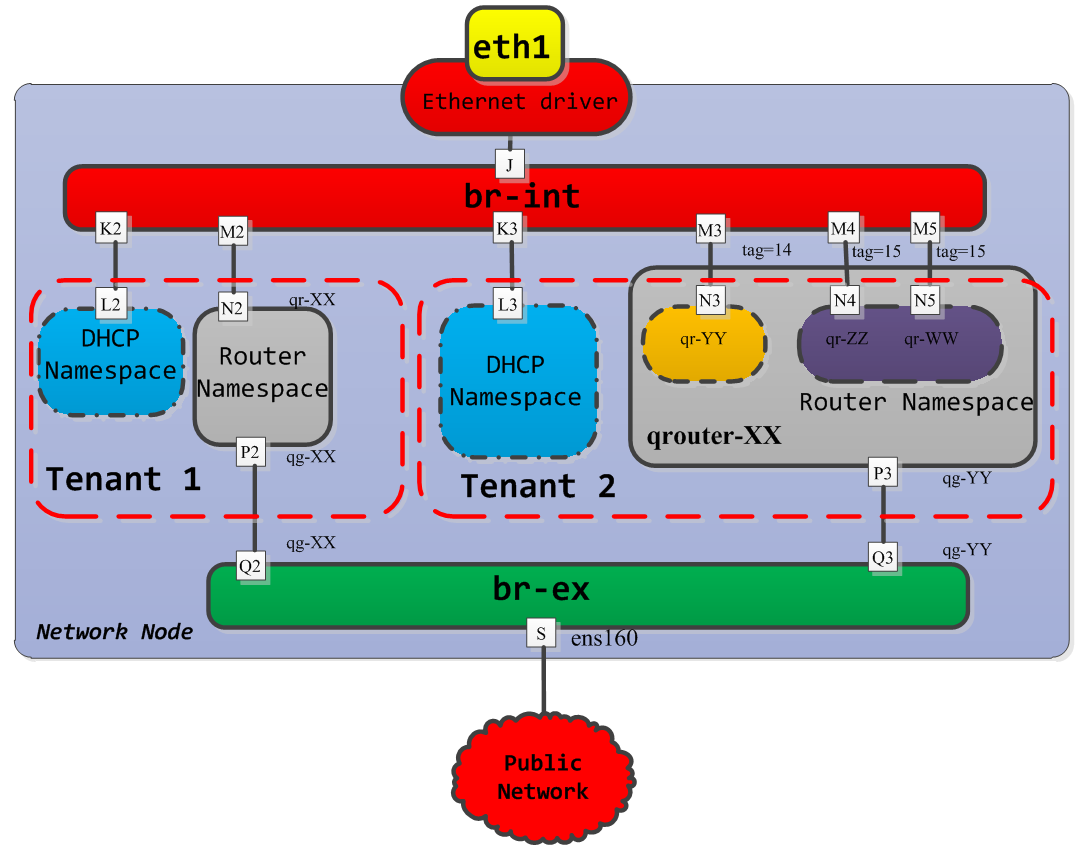 eth1
Ethernet driver
J
br-int
K2
M2
K3
M3
M4
M5
tag=14
tag=15
tag=15
L2
N2
qr-XX
L3
N3
N4
N5
DHCP
Namespace
Router
Namespace
DHCP
Namespace
qr-YY
qr-ZZ
qr-WW
Router Namespace
qrouter-XX
P2
qg-XX
P3
qg-YY
Tenant 1
Tenant 2
qg-XX
qg-YY
Q2
Q3
br-ex
Network Node
S
ens160
Public
Network